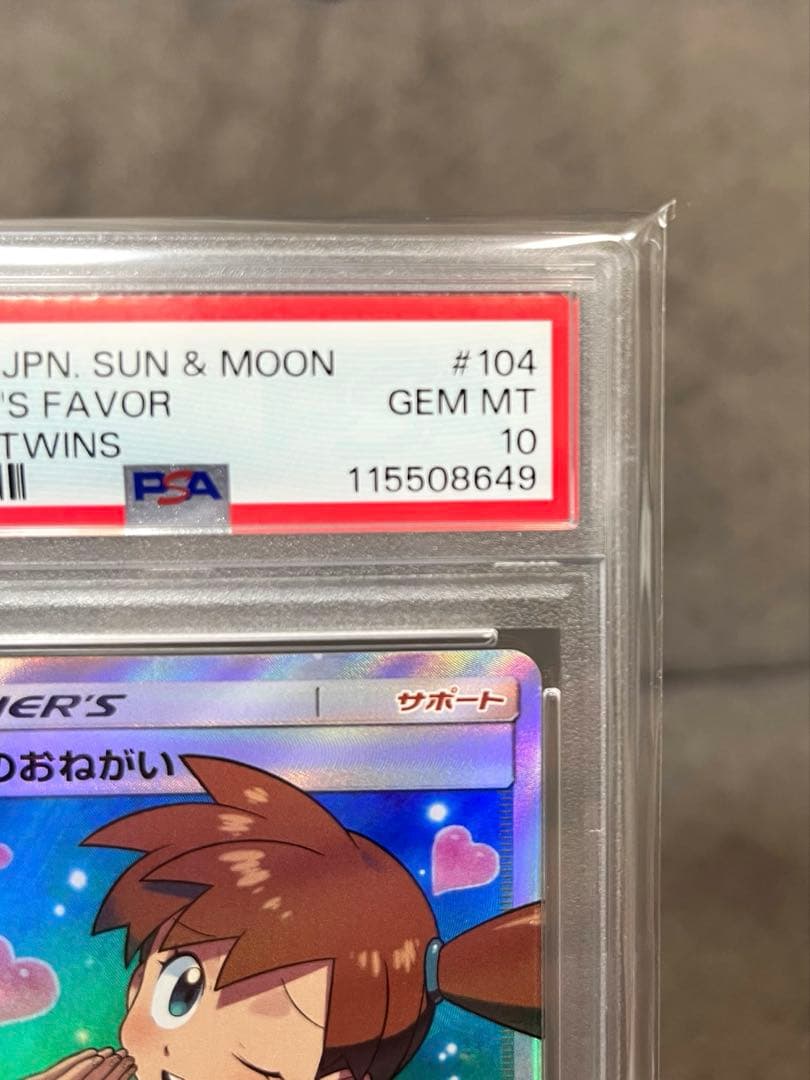 JPN. SUN & MOON #104
'S FAVOR GEM MT
TWINS 10
PSA 115508649
NER'S サポート
のおねがい